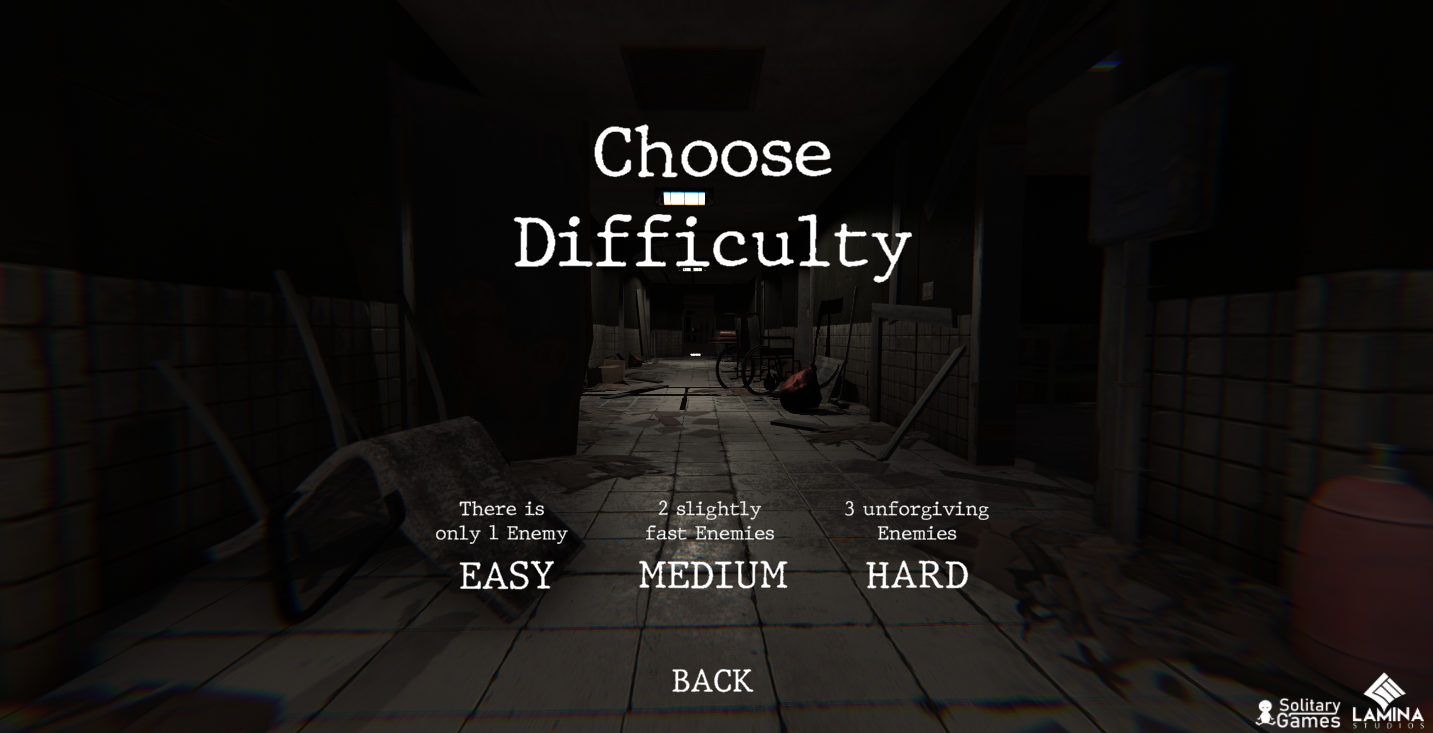 Choose
Difficulty
There is
only 1 Enemy
EASY
2 slightly
fast Enemies
MEDIUM
3 unforgiving
Enemies
HARD
BACK
Solitary
Games
LAMINA
STUDIOS